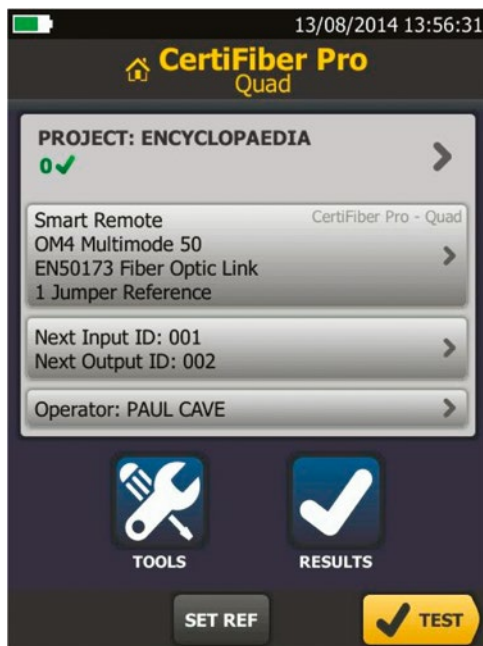 13/08/2014 13:56:31
CertiFiber Pro
Quad
PROJECT: ENCYCLOPAEDIA
0
Smart Remote
CertiFiber Pro - Quad
OM4 Multimode 50
EN50173 Fiber Optic Link
1 Jumper Reference
Next Input ID: 001
Next Output ID: 002
Operator: PAUL CAVE
TOOLS
RESULTS
SET REF
TEST